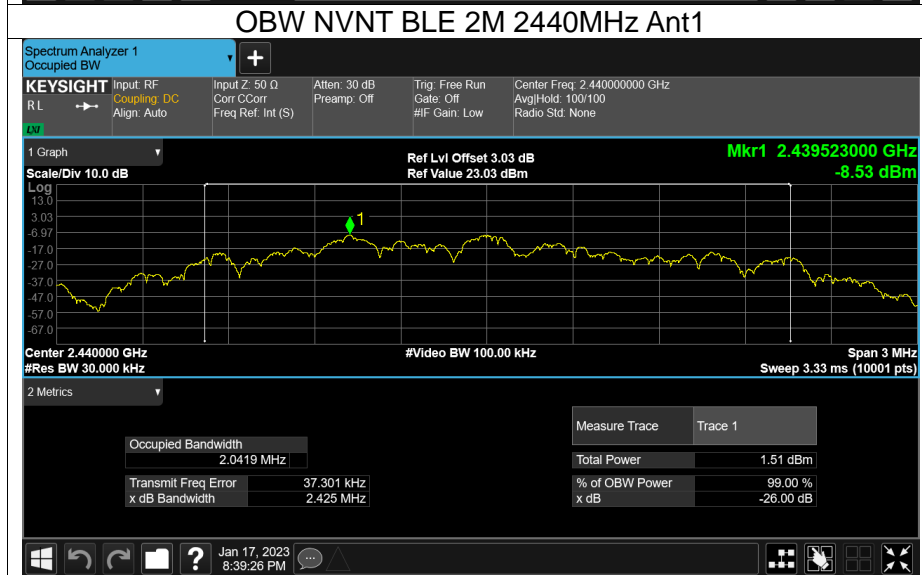 OBW NVNT BLE 2M 2440MHz Ant1
Spectrum Analyzer 1
Occupied BW
+
KEYSIGHT
R L
LXI
Input: RF
Coupling: DC
Align: Auto
Input Z: 50 Ω
Corr CCorr
Freq Ref: Int (S)
Atten: 30 dB
Preamp: Off
Trig: Free Run
Gate: Off
#IF Gain: Low
Center Freq: 2.440000000 GHz
Avg|Hold: 100/100
Radio Std: None
1 Graph
Scale/Div 10.0 dB
Ref Lvl Offset 3.03 dB
Ref Value 23.03 dBm
Mkr1 2.439523000 GHz
-8.53 dBm
Log
13.0
3.03
-6.97
-17.0
-27.0
-37.0
-47.0
-57.0
-67.0
1
Center 2.440000 GHz
#Res BW 30.000 kHz
#Video BW 100.00 kHz
Span 3 MHz
Sweep 3.33 ms (10001 pts)
2 Metrics
Occupied Bandwidth
2.0419 MHz
Transmit Freq Error 37.301 kHz
x dB Bandwidth 2.425 MHz
Measure Trace Trace 1
Total Power 1.51 dBm
% of OBW Power 99.00 %
x dB -26.00 dB
?
Jan 17, 2023
8:39:26 PM